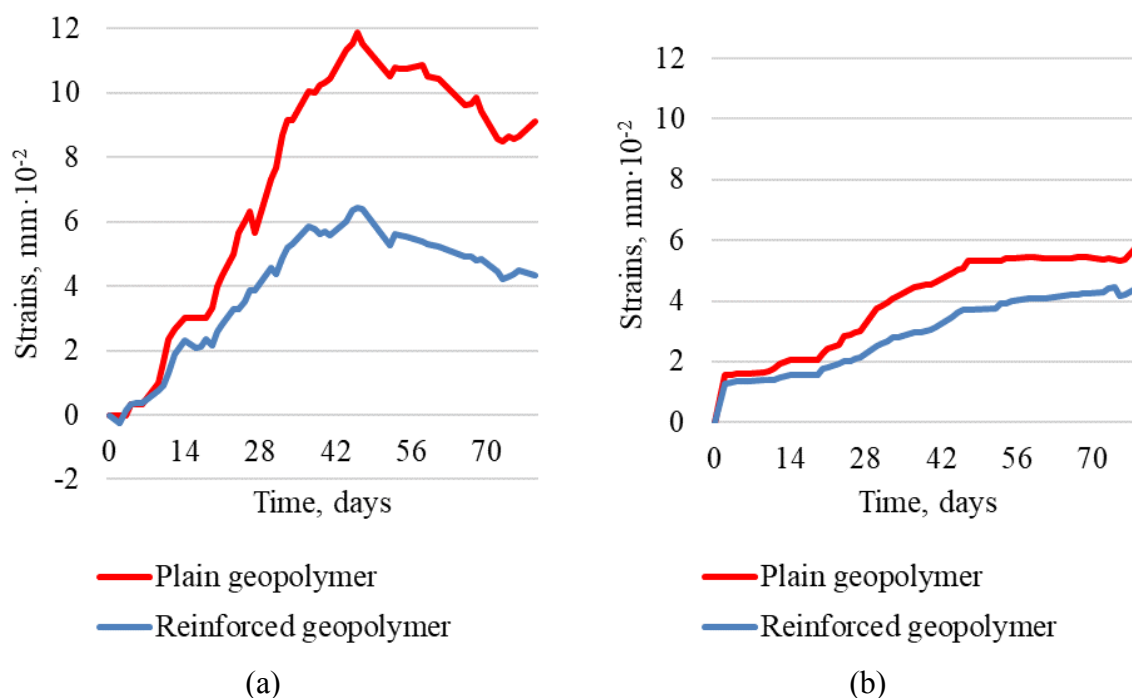 Strains, mm·10⁻²
12
10
8
6
4
2
0
-2
0 14 28 42 56 70
Time, days
Plain geopolymer
Reinforced geopolymer
(a)
Strains, mm·10⁻²
12
10
8
6
4
2
0
0 14 28 42 56 70
Time, days
Plain geopolymer
Reinforced geopolymer
(b)